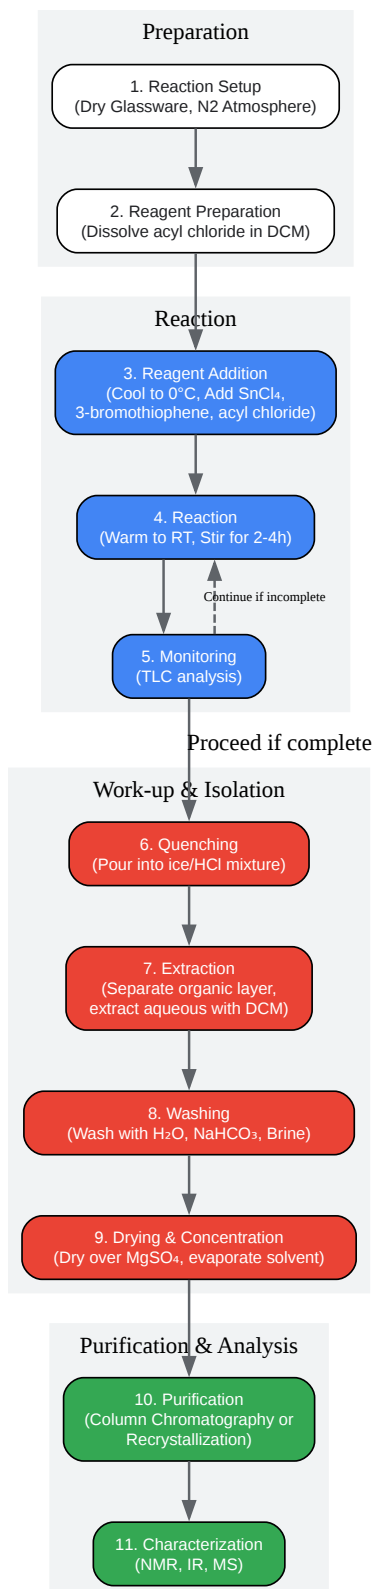 Preparation
1. Reaction Setup
(Dry Glassware, N2 Atmosphere)
2. Reagent Preparation
(Dissolve acyl chloride in DCM)
Reaction
3. Reagent Addition
(Cool to 0°C, Add SnCl₄,
3-bromothiophene, acyl chloride)
4. Reaction
(Warm to RT, Stir for 2-4h)
Continue if incomplete
5. Monitoring
(TLC analysis)
Proceed if complete
Work-up & Isolation
6. Quenching
(Pour into ice/HCl mixture)
7. Extraction
(Separate organic layer,
extract aqueous with DCM)
8. Washing
(Wash with H₂O, NaHCO₃, Brine)
9. Drying & Concentration
(Dry over MgSO₄, evaporate solvent)
Purification & Analysis
10. Purification
(Column Chromatography or
Recrystallization)
11. Characterization
(NMR, IR, MS)